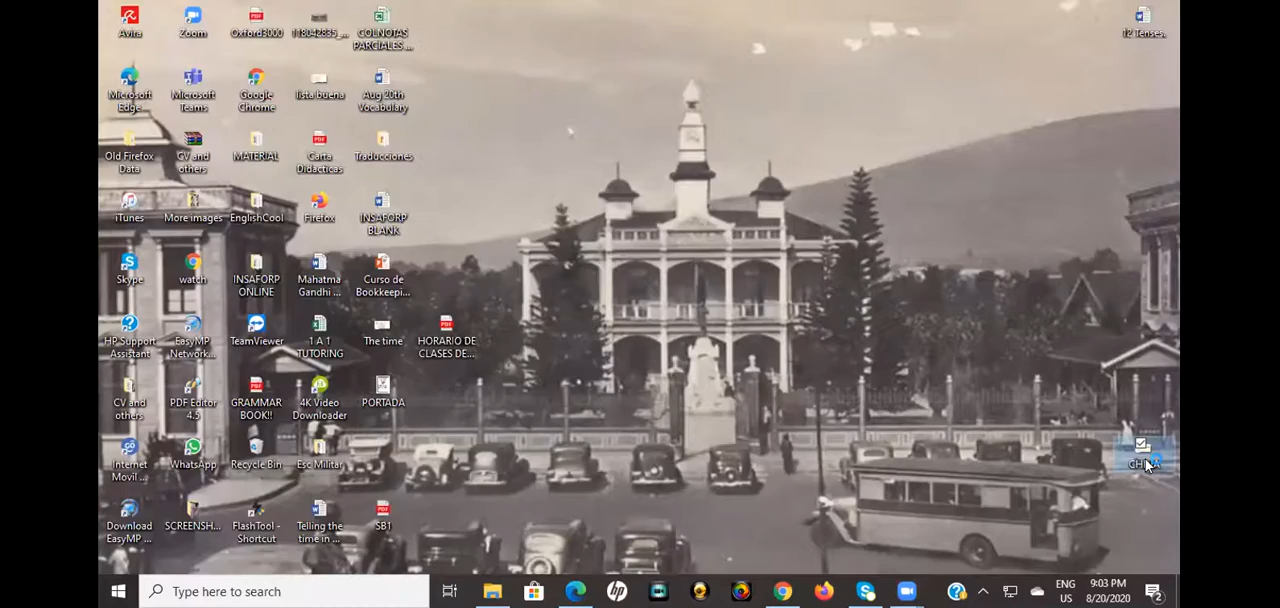 Avira
Zoom
Oxford3000
118042835_...
COLNOTAS
PARCIALES ...
12 Tenses.
Microsoft
Edge
Microsoft
Teams
Google
Chrome
lista buena
Aug 20th
Vocabulary
Old Firefox
Data
CV and
others
MATERIAL
Carta
Didacticas
Traducciones
iTunes
More images
EnglishCool
Firefox
INSAFORP
BLANK
Skype
watch
INSAFORP
ONLINE
Mahatma
Gandhi ...
Curso de
Bookkeepi...
HP Support
Assistant
EasyMP
Network...
TeamViewer
1 A 1
TUTORING
The time
HORARIO DE
CLASES DE...
CV and
others
PDF Editor
4.5
GRAMMAR
BOOK!!
4K Video
Downloader
PORTADA
Internet
Movil ...
WhatsApp
Recycle Bin
Esc Militar
Download
EasyMP ...
SCREENSH...
FlashTool -
Shortcut
Telling the
time in ...
SB1
Type here to search
ENG
US
9:03 PM
8/20/2020
2